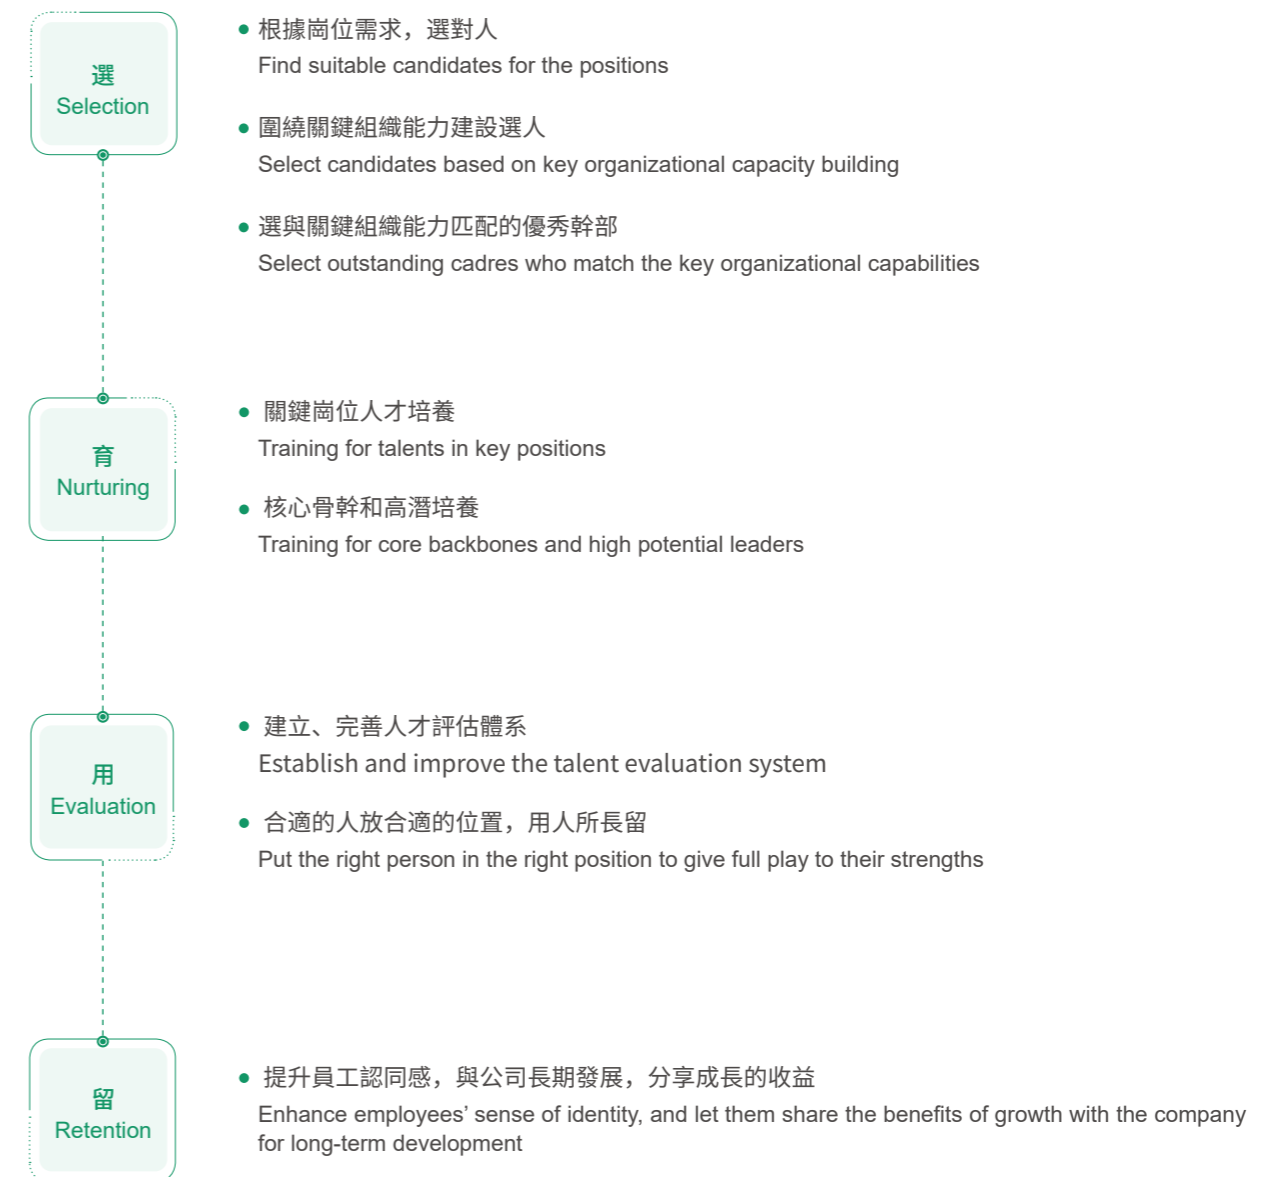 選
Selection
根據崗位需求，選對人
Find suitable candidates for the positions
圍繞關鍵組織能力建設選人
Select candidates based on key organizational capacity building
選與關鍵組織能力匹配的優秀幹部
Select outstanding cadres who match the key organizational capabilities
育
Nurturing
關鍵崗位人才培養
Training for talents in key positions
核心骨幹和高潛培養
Training for core backbones and high potential leaders
用
Evaluation
建立、完善人才評估體系
Establish and improve the talent evaluation system
合適的人放合適的位置，用人所長留
Put the right person in the right position to give full play to their strengths
留
Retention
提升員工認同感，與公司長期發展，分享成長的收益
Enhance employees’ sense of identity, and let them share the benefits of growth with the company
for long-term development